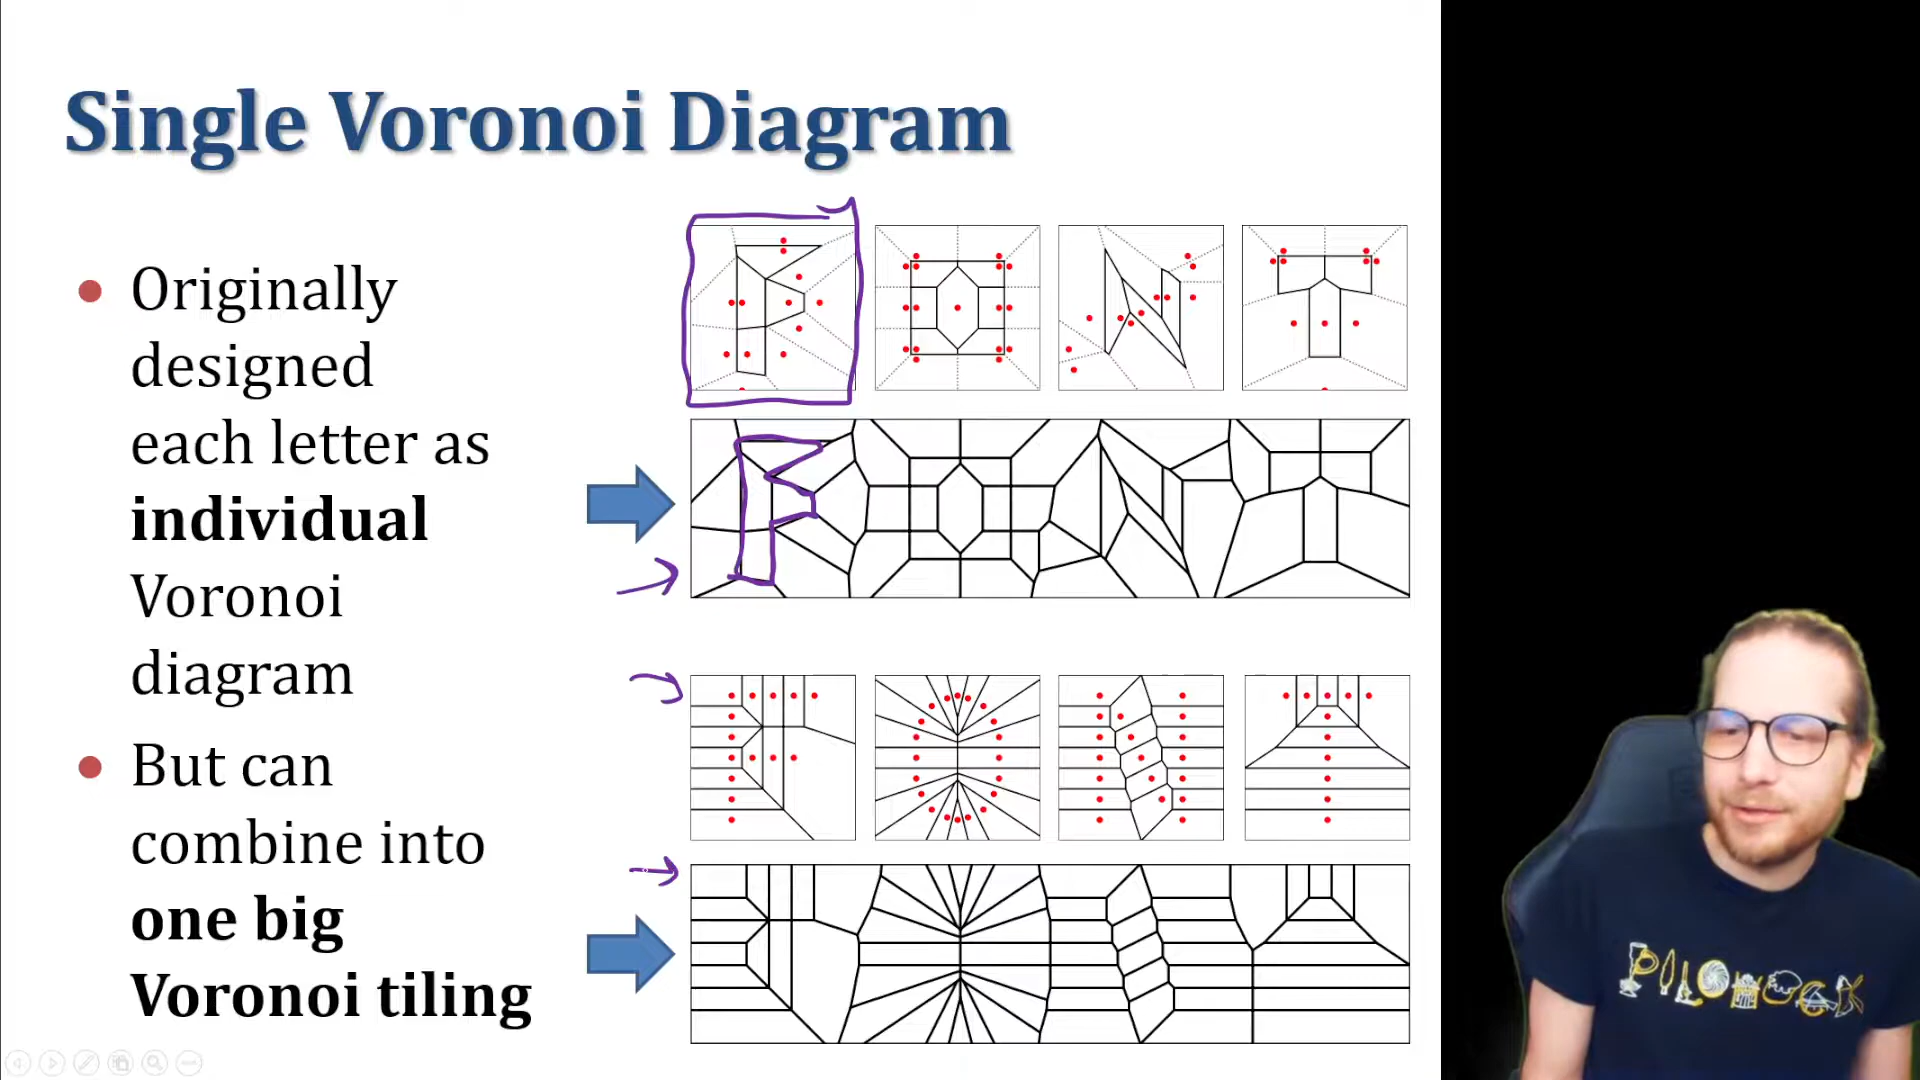 Single Voronoi Diagram
Originally
designed
each letter as
individual
Voronoi
diagram
But can
combine into
one big
Voronoi tiling